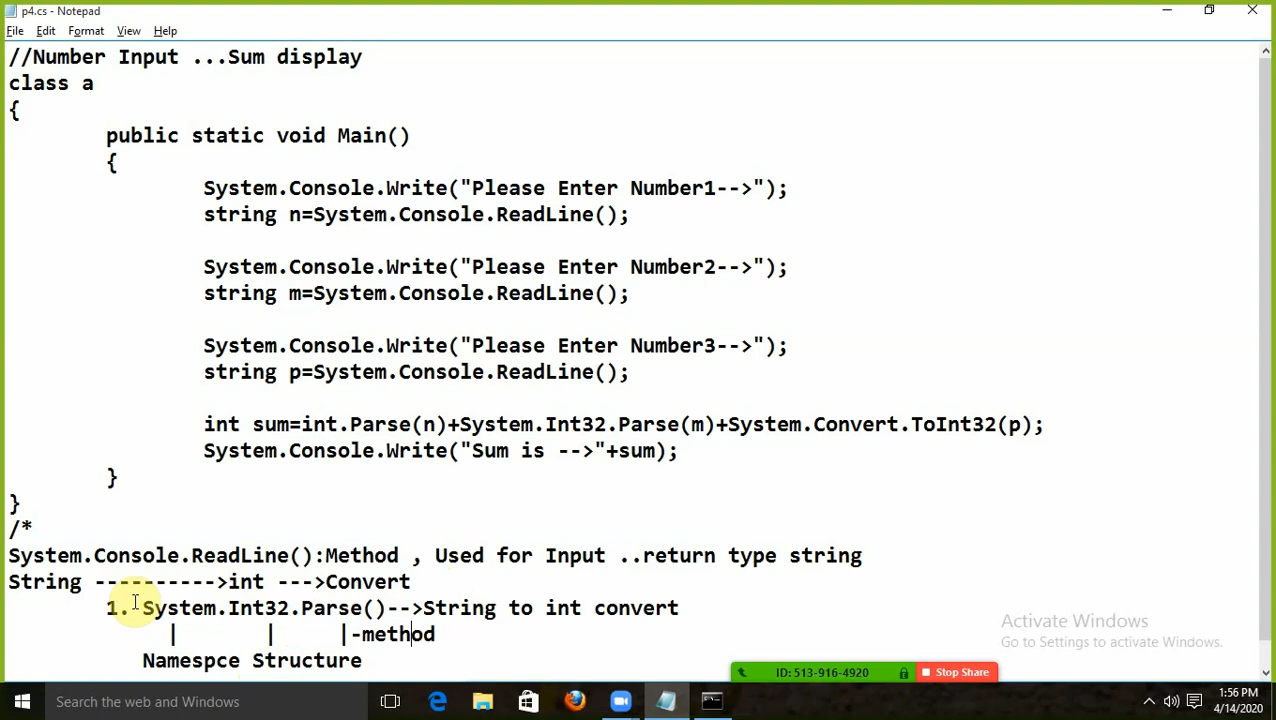 p4.cs - Notepad
File Edit Format View Help
//Number Input ...Sum display
class a
{
public static void Main()
{
System.Console.Write("Please Enter Number1-->");
string n=System.Console.ReadLine();
System.Console.Write("Please Enter Number2-->");
string m=System.Console.ReadLine();
System.Console.Write("Please Enter Number3-->");
string p=System.Console.ReadLine();
int sum=int.Parse(n)+System.Int32.Parse(m)+System.Convert.ToInt32(p);
System.Console.Write("Sum is -->"+sum);
}
}
/*
System.Console.ReadLine():Method , Used for Input ..return type string
String ---------->int --->Convert
1. System.Int32.Parse()-->String to int convert
| | |-method
Namespce Structure
Activate Windows
Go to Settings to activate Windows.
ID: 513-916-4920 Stop Share
Search the web and Windows
1:56 PM
4/14/2020